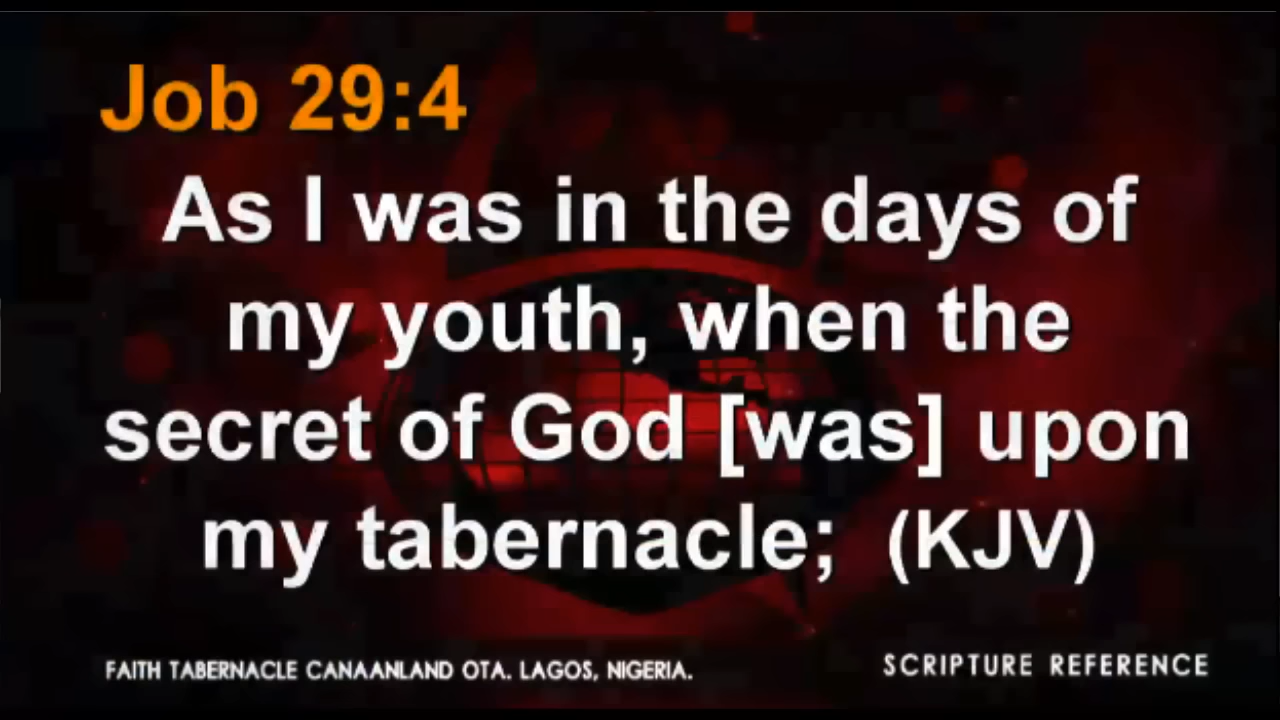 Job 29:4
As I was in the days of
my youth, when the
secret of God [was] upon
my tabernacle;  (KJV)
FAITH TABERNACLE CANAANLAND OTA. LAGOS, NIGERIA.
SCRIPTURE REFERENCE